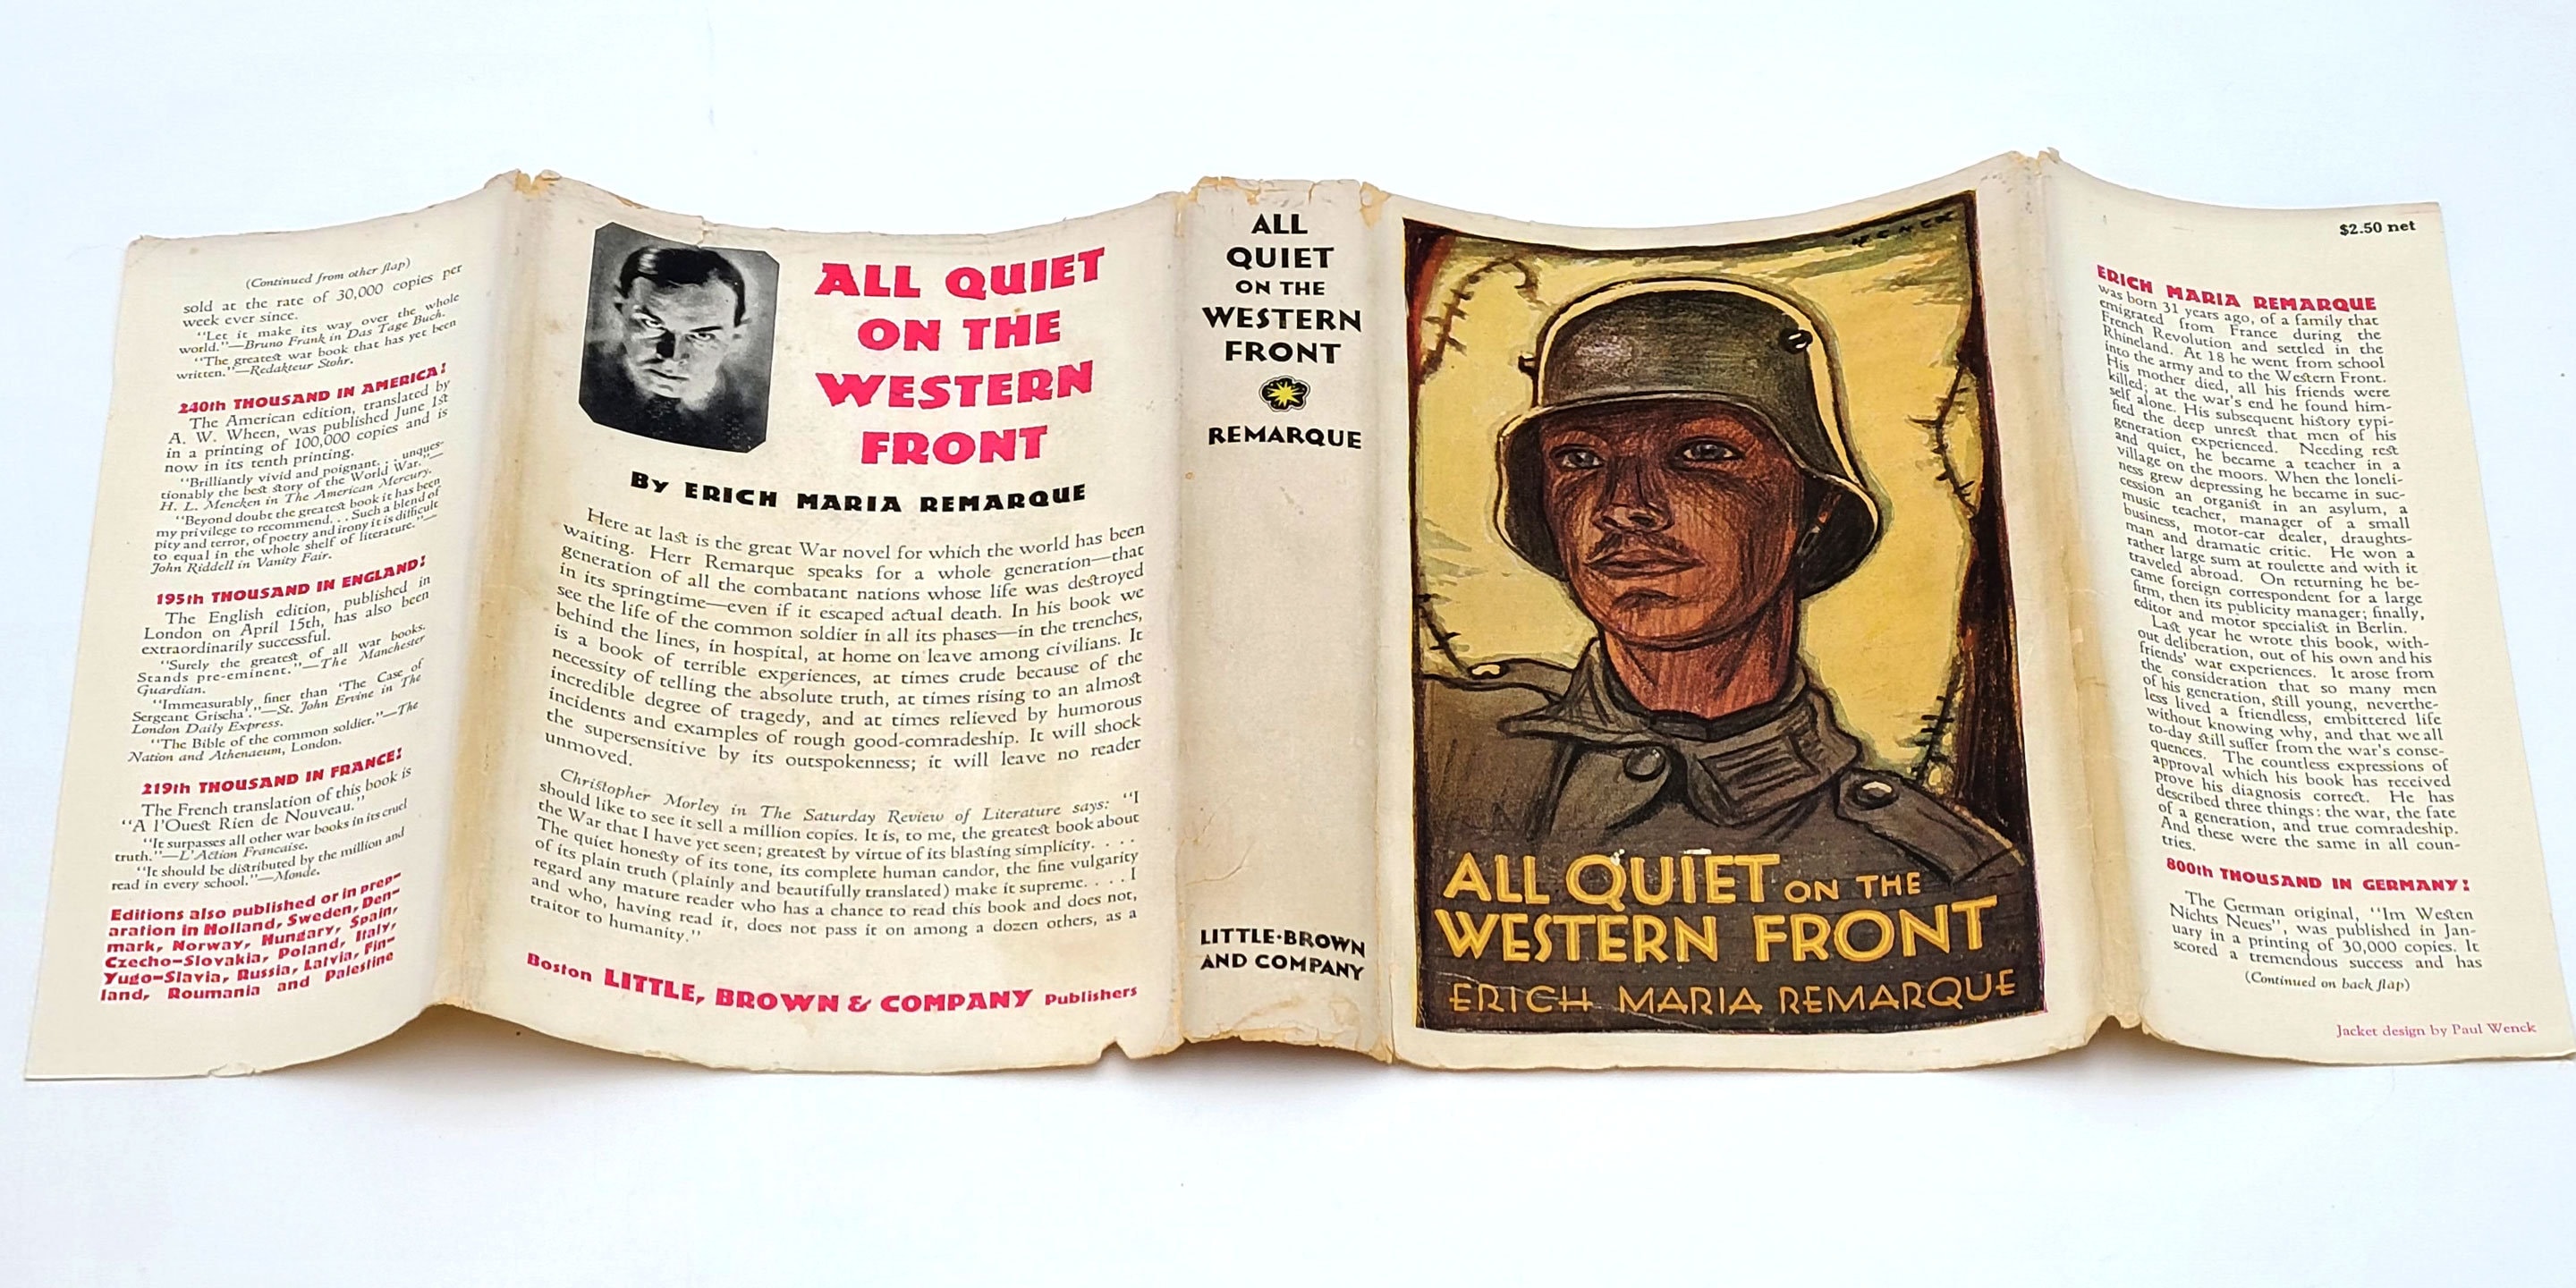 (Continued from other flap)
sold at the rate of 30,000 copies per
week ever since.
"Let it make its way over the whole
world."—Bruno Frank in Das Tage Buch.
"The greatest war book that has yet been
written."—Redakteur Stohr.
240th THOUSAND IN AMERICA!
The American edition, translated by
A. W. Wheen, was published June 1st
in a printing of 100,000 copies and is
now in its tenth printing.
"Brilliantly vivid and poignant. . . unques-
tionably the best story of the World War."—
H. L. Mencken in The American Mercury.
"Beyond doubt the greatest book it has been
my privilege to recommend. . . Such a blend of
pity and terror, of poetry and irony it is difficult
to equal in the whole shelf of literature."—
John Riddell in Vanity Fair.
195th THOUSAND IN ENGLAND!
The English edition, published in
London on April 15th, has also been
extraordinarily successful.
"Surely the greatest of all war books.
Stands pre-eminent."—The Manchester
Guardian.
"Immeasurably finer than 'The Case of
Sergeant Grischa'."—St. John Ervine in The
London Daily Express.
"The Bible of the common soldier."—The
Nation and Athenaeum, London.
219th THOUSAND IN FRANCE!
The French translation of this book is
"A l'Ouest Rien de Nouveau."
"It surpasses all other war books in its cruel
truth."—L'Action Francaise.
"It should be distributed by the million and
read in every school."—Monde.
Editions also published or in prep-
aration in Holland, Sweden, Den-
mark, Norway, Hungary, Spain,
Czecho-Slovakia, Poland, Italy,
Yugo-Slavia, Russia, Latvia, Fin-
land, Roumania and Palestine
ALL QUIET
ON THE
WESTERN
FRONT
By ERICH MARIA REMARQUE
Here at last is the great War novel for which the world has been
waiting. Herr Remarque speaks for a whole generation—that
generation of all the combatant nations whose life was destroyed
in its springtime—even if it escaped actual death. In his book we
see the life of the common soldier in all its phases—in the trenches,
behind the lines, in hospital, at home on leave among civilians. It
is a book of terrible experiences, at times crude because of the
necessity of telling the absolute truth, at times rising to an almost
incredible degree of tragedy, and at times relieved by humorous
incidents and examples of rough good-comradeship. It will shock
the supersensitive by its outspokenness; it will leave no reader
unmoved.
Christopher Morley in The Saturday Review of Literature says: "I
should like to see it sell a million copies. It is, to me, the greatest book about
the War that I have yet seen; greatest by virtue of its blasting simplicity. . . .
The quiet honesty of its tone, its complete human candor, the fine vulgarity
of its plain truth (plainly and beautifully translated) make it supreme. . . . I
regard any mature reader who has a chance to read this book and does not,
and who, having read it, does not pass it on among a dozen others, as a
traitor to humanity."
Boston LITTLE, BROWN & COMPANY Publishers
ALL
QUIET
ON THE
WESTERN
FRONT
REMARQUE
LITTLE·BROWN
AND COMPANY
WENCK
ALL QUIET ON THE
WESTERN FRONT
ERICH MARIA REMARQUE
$2.50 net
ERICH MARIA REMARQUE
was born 31 years ago, of a family that
emigrated from France during the
French Revolution and settled in the
Rhineland. At 18 he went from school
into the army and to the Western Front.
His mother died, all his friends were
killed; at the war's end he found him-
self alone. His subsequent history typi-
fied the deep unrest that men of his
generation experienced. Needing rest
and quiet, he became a teacher in a
village on the moors. When the loneli-
ness grew depressing he became in suc-
cession an organist in an asylum, a
music teacher, manager of a small
business, motor-car dealer, draughts-
man and dramatic critic. He won a
rather large sum at roulette and with it
traveled abroad. On returning he be-
came foreign correspondent for a large
firm, then its publicity manager; finally,
editor and motor specialist in Berlin.
Last year he wrote this book, with-
out deliberation, out of his own and his
friends' war experiences. It arose from
the consideration that so many men
of his generation, still young, neverthe-
less lived a friendless, embittered life
without knowing why, and that we all
to-day still suffer from the war's conse-
quences. The countless expressions of
approval which his book has received
prove his diagnosis correct. He has
described three things: the war, the fate
of a generation, and true comradeship.
And these were the same in all coun-
tries.
800th THOUSAND IN GERMANY!
The German original, "Im Westen
Nichts Neues", was published in Jan-
uary in a printing of 30,000 copies. It
scored a tremendous success and has
(Continued on back flap)
Jacket design by Paul Wenck